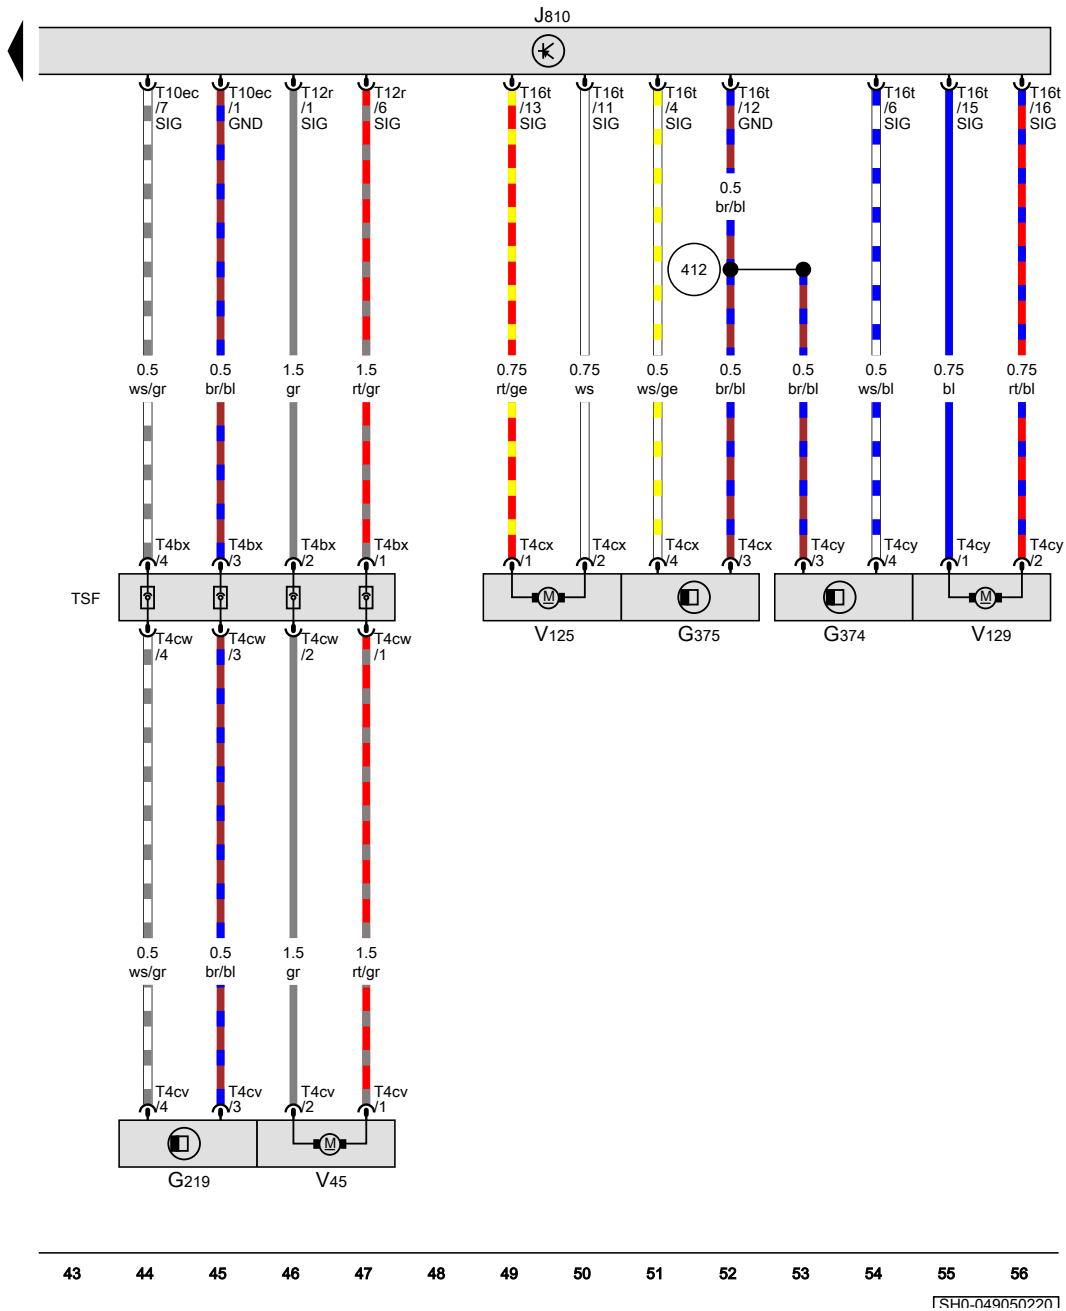 J810
T10ec T10ec T12r T12r T16t T16t T16t T16t T16t T16t T16t
/7 /1 /1 /6 /13 /11 /4 /12 /6 /15 /16
SIG GND SIG SIG SIG SIG SIG GND SIG SIG SIG
0.5
br/bl
412
0.5 0.5 1.5 1.5 0.75 0.75 0.5 0.5 0.5 0.5 0.75 0.75
ws/gr br/bl gr rt/gr rt/ge ws ws/ge br/bl br/bl ws/bl bl rt/bl
T4bx T4bx T4bx T4bx T4cx T4cx T4cx T4cx T4cy T4cy T4cy T4cy
/4 /3 /2 /1 /1 /2 /4 /3 /3 /4 /1 /2
TSF M M
V125 G375 G374 V129
T4cw T4cw T4cw T4cw
/4 /3 /2 /1
0.5 0.5 1.5 1.5
ws/gr br/bl gr rt/gr
T4cv T4cv T4cv T4cv
/4 /3 /2 /1
M
G219 V45
43 44 45 46 47 48 49 50 51 52 53 54 55 56
SH0-049050220